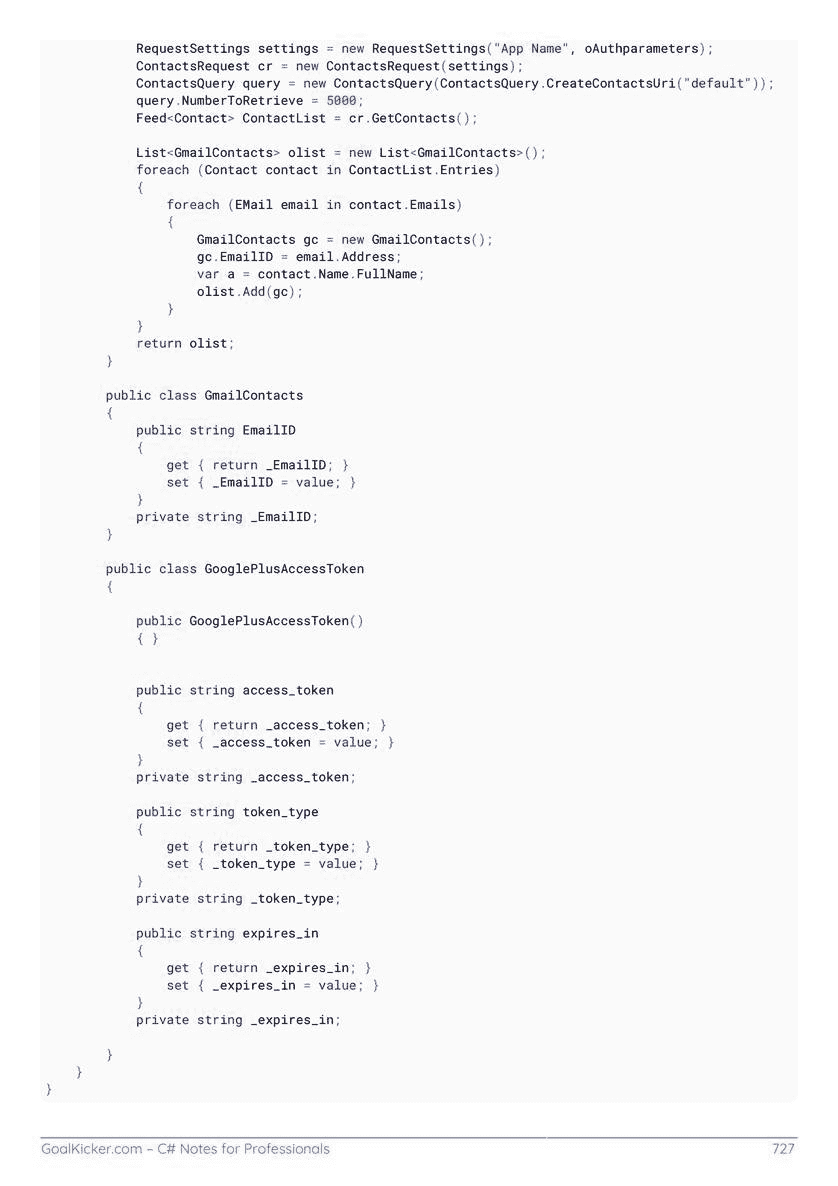 RequestSettings settings = new RequestSettings("App Name", oAuthparameters);
ContactsRequest cr = new ContactsRequest(settings);
ContactsQuery query = new ContactsQuery(ContactsQuery.CreateContactsUri("default"));
query.NumberToRetrieve = 5000;
Feed<Contact> ContactList = cr.GetContacts();
List<GmailContacts> olist = new List<GmailContacts>();
foreach (Contact contact in ContactList.Entries)
{
foreach (EMail email in contact.Emails)
{
GmailContacts gc = new GmailContacts();
gc.EmailID = email.Address;
var a = contact.Name.FullName;
olist.Add(gc);
}
}
return olist;
}
public class GmailContacts
{
public string EmailID
{
get { return _EmailID; }
set { _EmailID = value; }
}
private string _EmailID;
}
public class GooglePlusAccessToken
{
public GooglePlusAccessToken()
{ }
public string access_token
{
get { return _access_token; }
set { _access_token = value; }
}
private string _access_token;
public string token_type
{
get { return _token_type; }
set { _token_type = value; }
}
private string _token_type;
public string expires_in
{
get { return _expires_in; }
set { _expires_in = value; }
}
private string _expires_in;
}
}
}
GoalKicker.com – C# Notes for Professionals 727